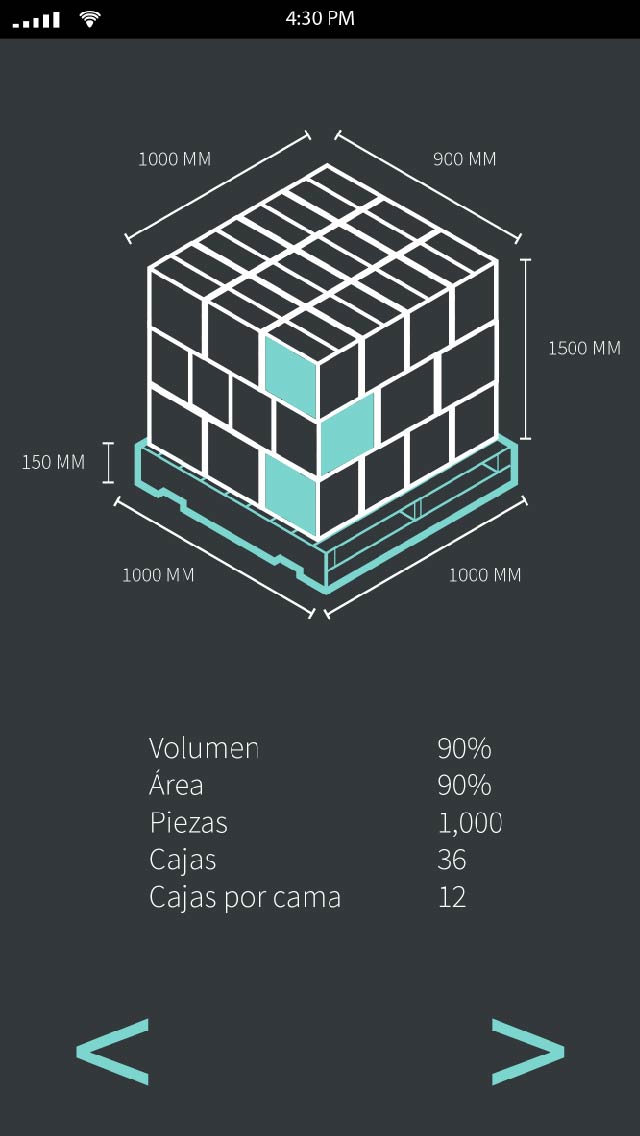 4:30 PM
1000 MM
900 MM
1500 MM
150 MM
1000 MM
1000 MM
Volumen 90%
Área 90%
Piezas 1,000
Cajas 36
Cajas por cama 12
< >